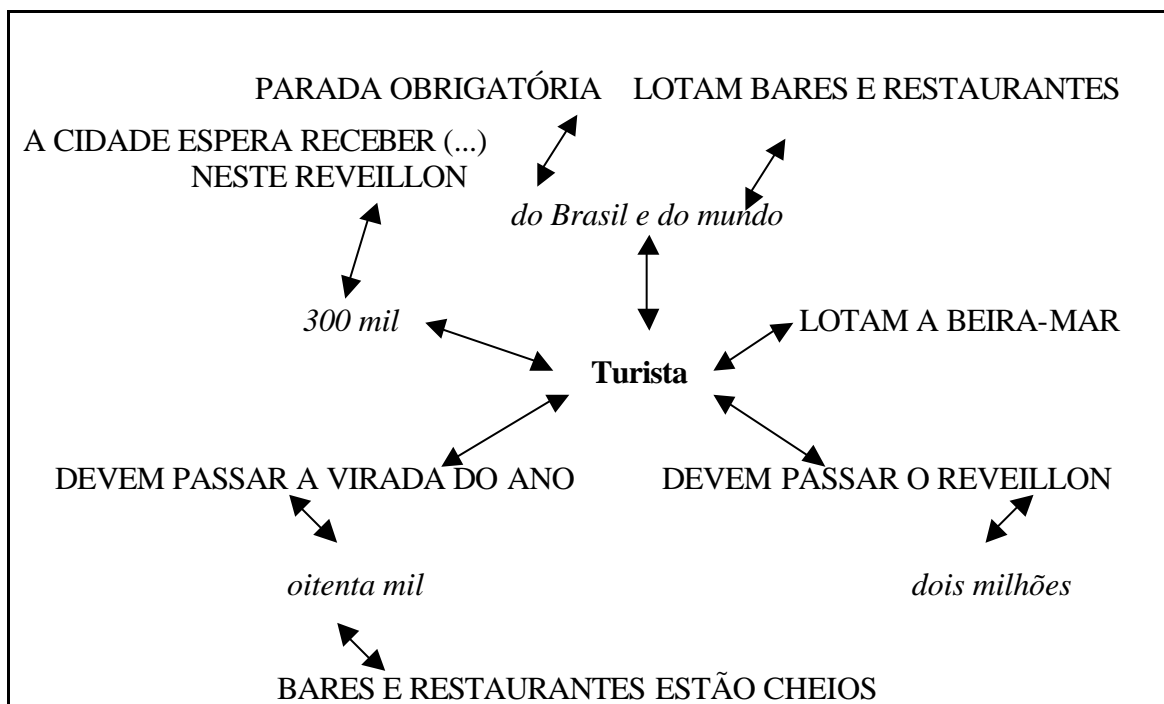 PARADA OBRIGATÓRIA
LOTAM BARES E RESTAURANTES
A CIDADE ESPERA RECEBER (...)
NESTE REVEILLON
do Brasil e do mundo
300 mil
LOTAM A BEIRA-MAR
Turista
DEVEM PASSAR A VIRADA DO ANO
DEVEM PASSAR O REVEILLON
oitenta mil
dois milhões
BARES E RESTAURANTES ESTÃO CHEIOS